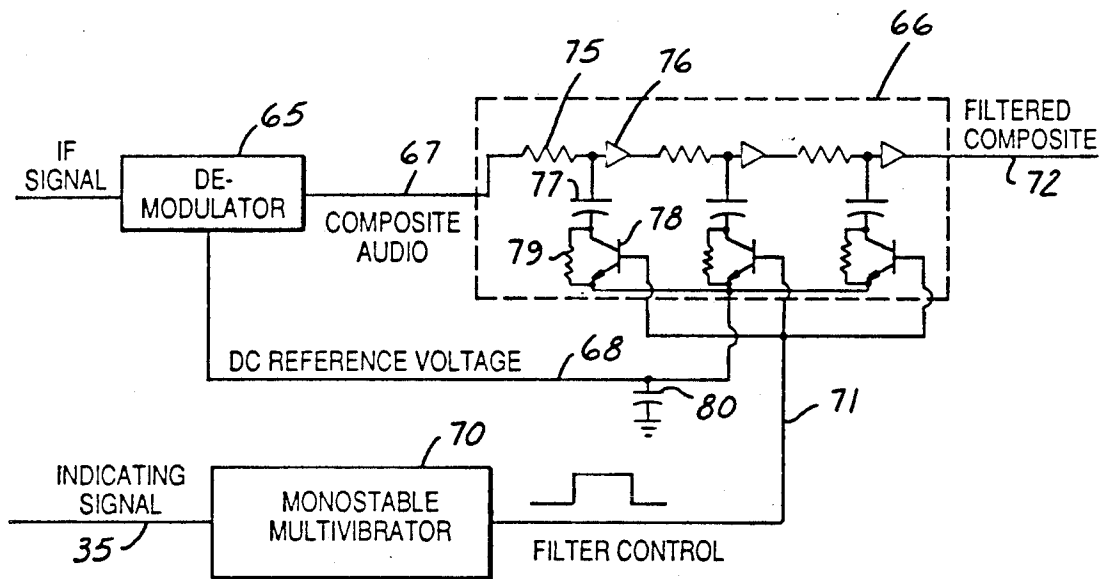 66
75
76
65
FILTERED
COMPOSITE
IF
SIGNAL
DE-
MODULATOR
67
77
72
COMPOSITE
AUDIO
78
79
DC REFERENCE VOLTAGE
68
80
71
70
INDICATING
SIGNAL
MONOSTABLE
MULTIVIBRATOR
35
FILTER CONTROL